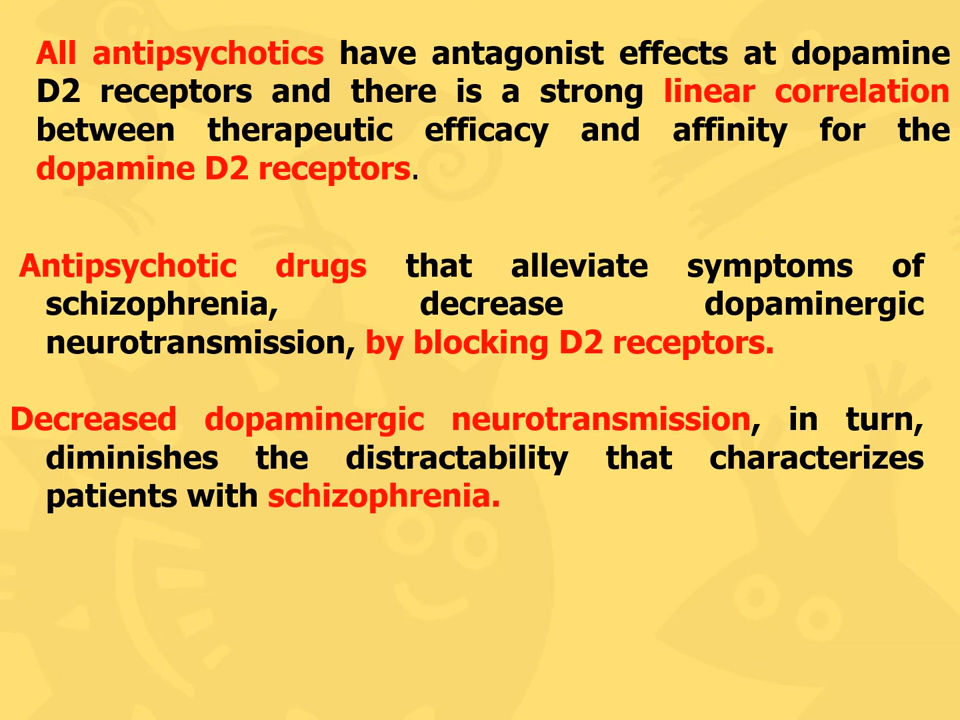 All antipsychotics have antagonist effects at dopamine
D2 receptors and there is a strong linear correlation
between therapeutic efficacy and affinity for the
dopamine D2 receptors.
Antipsychotic drugs that alleviate symptoms of
schizophrenia, decrease dopaminergic
neurotransmission, by blocking D2 receptors.
Decreased dopaminergic neurotransmission, in turn,
diminishes the distractability that characterizes
patients with schizophrenia.